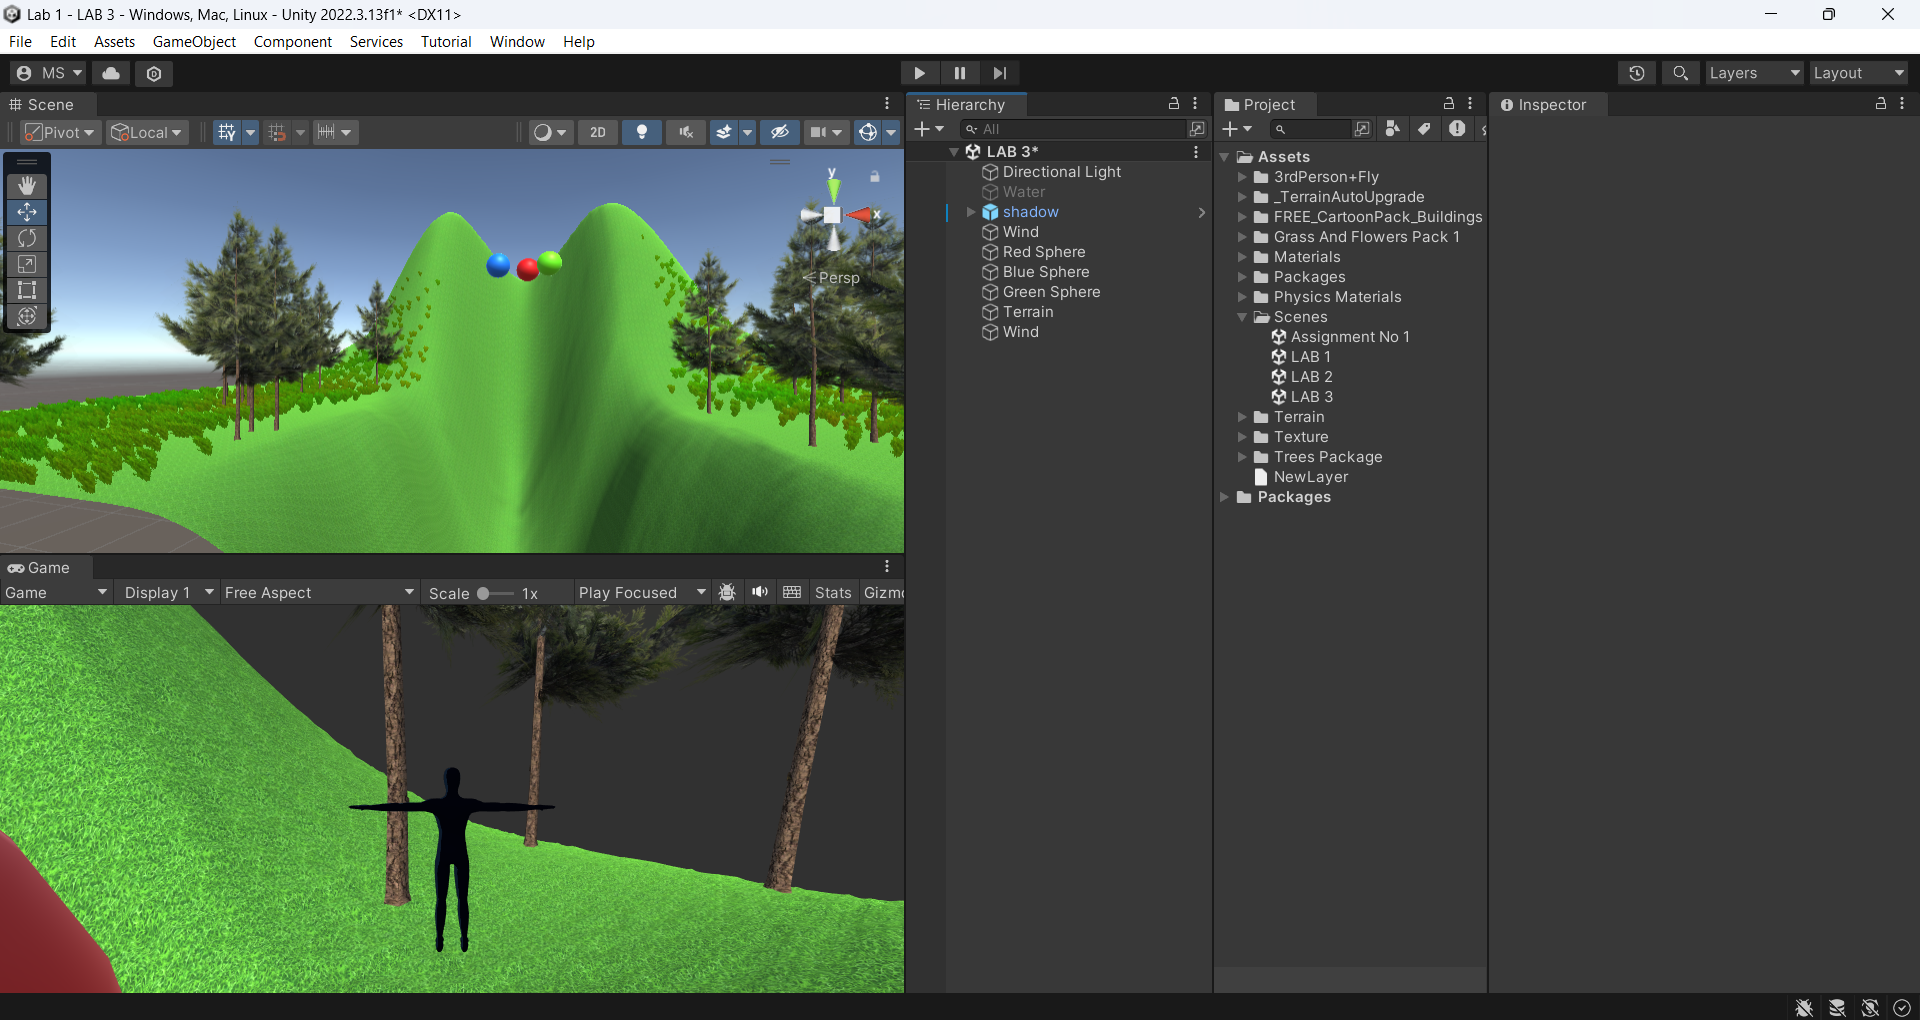 Lab 1 - LAB 3 - Windows, Mac, Linux - Unity 2022.3.13f1* <DX11>
File Edit Assets GameObject Component Services Tutorial Window Help
MS Layers Layout
Scene
Pivot Local 2D
y
x
Persp
Game
Game Display 1 Free Aspect Scale 1x Play Focused Stats Gizmo
Hierarchy
All
LAB 3*
Directional Light
Water
shadow
Wind
Red Sphere
Blue Sphere
Green Sphere
Terrain
Wind
Project
Assets
3rdPerson+Fly
_TerrainAutoUpgrade
FREE_CartoonPack_Buildings
Grass And Flowers Pack 1
Materials
Packages
Physics Materials
Scenes
Assignment No 1
LAB 1
LAB 2
LAB 3
Terrain
Texture
Trees Package
NewLayer
Packages
Inspector